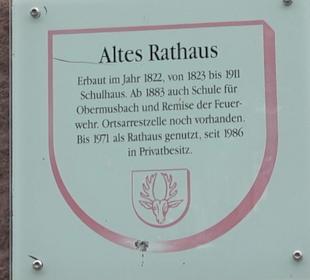 Altes Rathaus
Erbaut im Jahr 1822, von 1823 bis 1911
Schulhaus. Ab 1883 auch Schule für
Obermusbach und Remise der Feuer-
wehr. Ortsarrestzelle noch vorhanden.
Bis 1971 als Rathaus genutzt, seit 1986
in Privatbesitz.